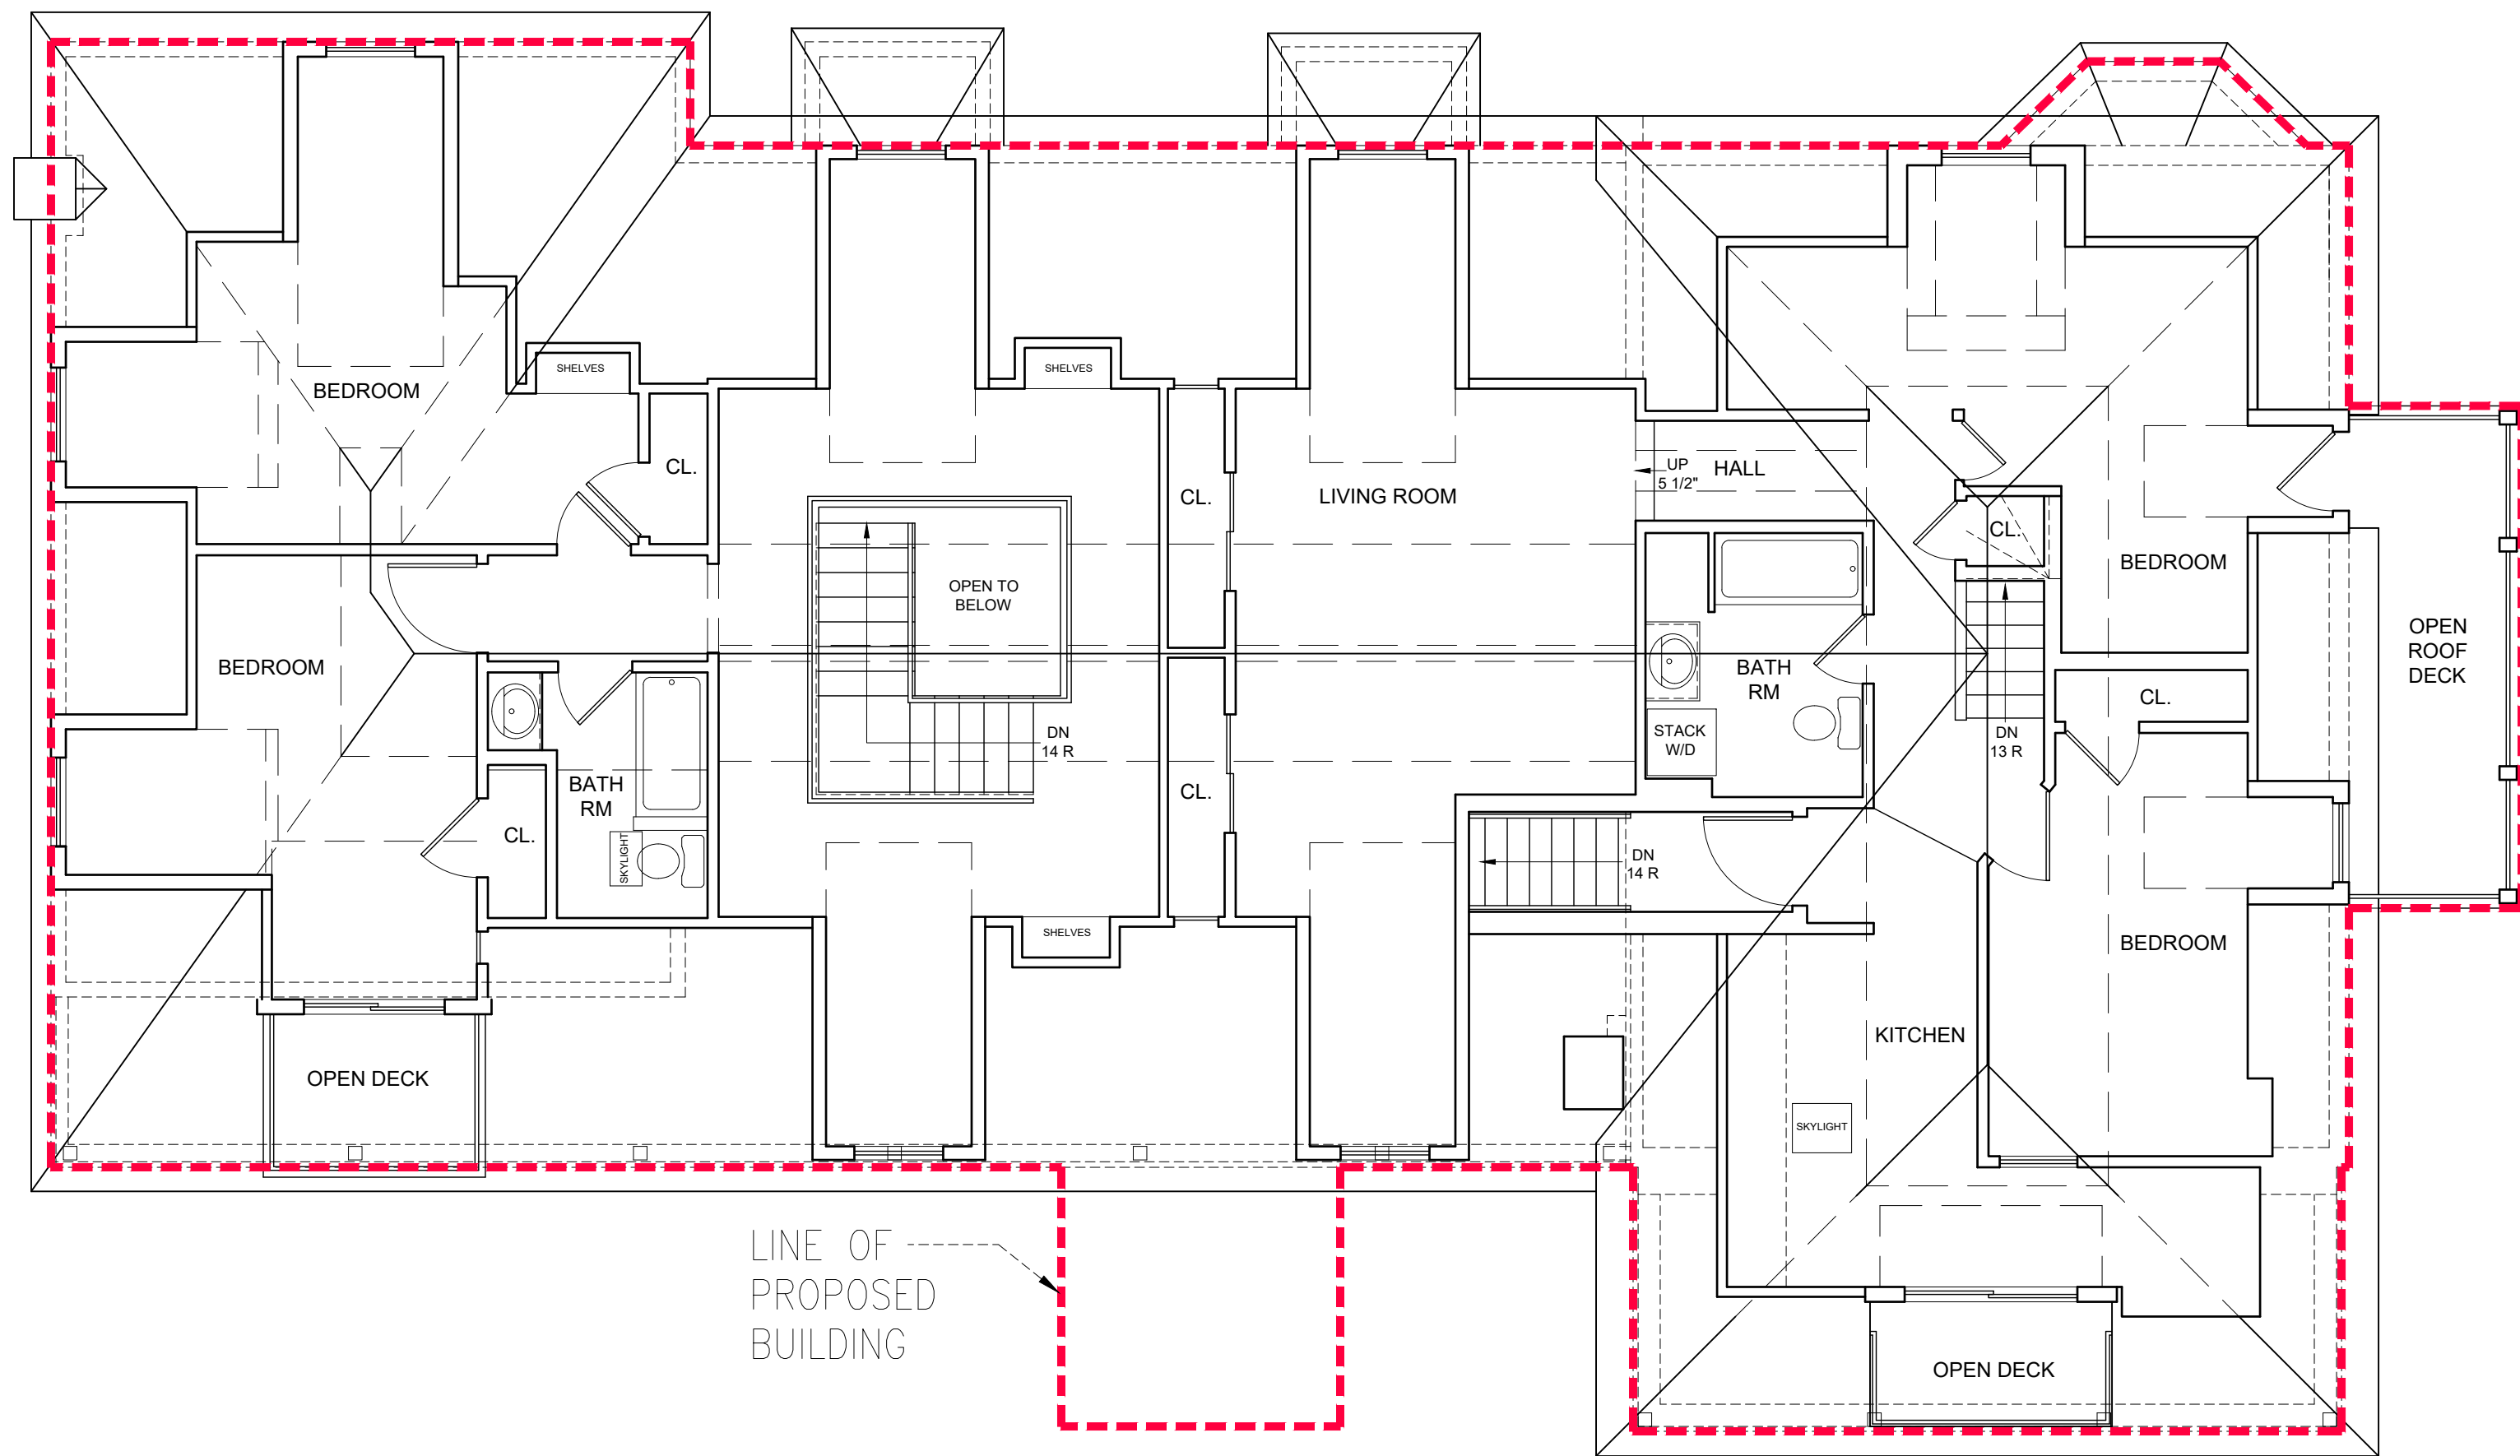 SHELVES
SHELVES
BEDROOM
CL.
CL.
LIVING ROOM
UP
5 1/2"
HALL
CL.
BEDROOM
OPEN TO
BELOW
OPEN
ROOF
DECK
BEDROOM
BATH
RM
CL.
STACK
W/D
DN
14 R
DN
13 R
BATH
RM
CL.
CL.
SKYLIGHT
DN
14 R
SHELVES
BEDROOM
KITCHEN
OPEN DECK
SKYLIGHT
LINE OF
PROPOSED
BUILDING
OPEN DECK